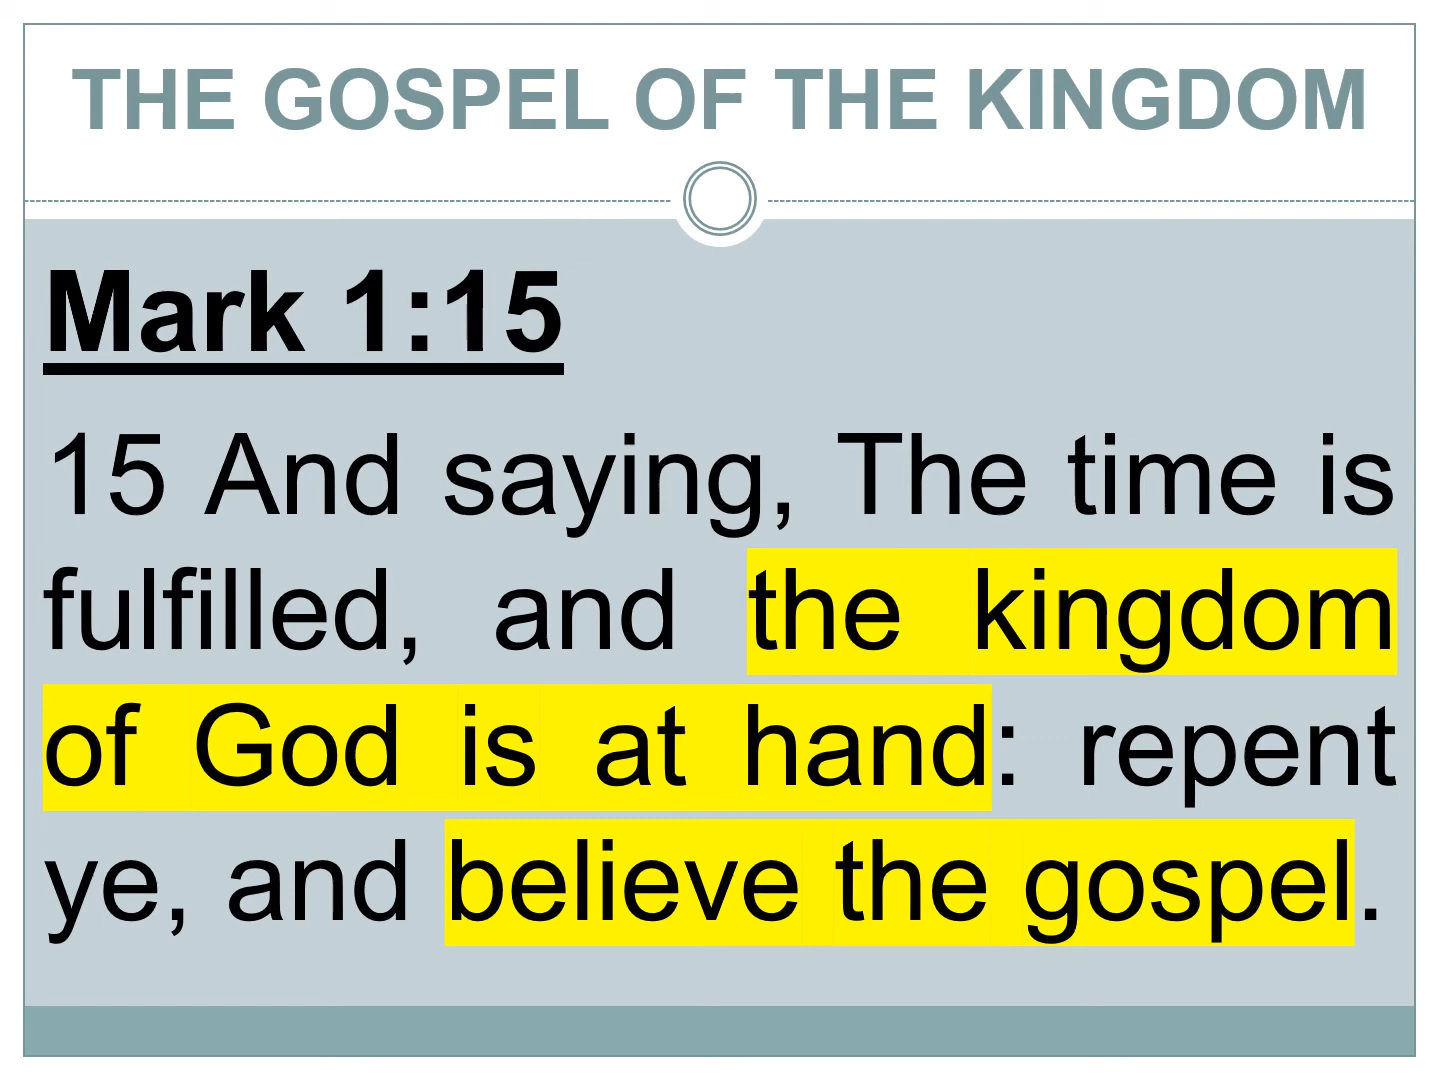 THE GOSPEL OF THE KINGDOM
Mark 1:15
15 And saying, The time is
fulfilled, and the kingdom
of God is at hand: repent
ye, and believe the gospel.